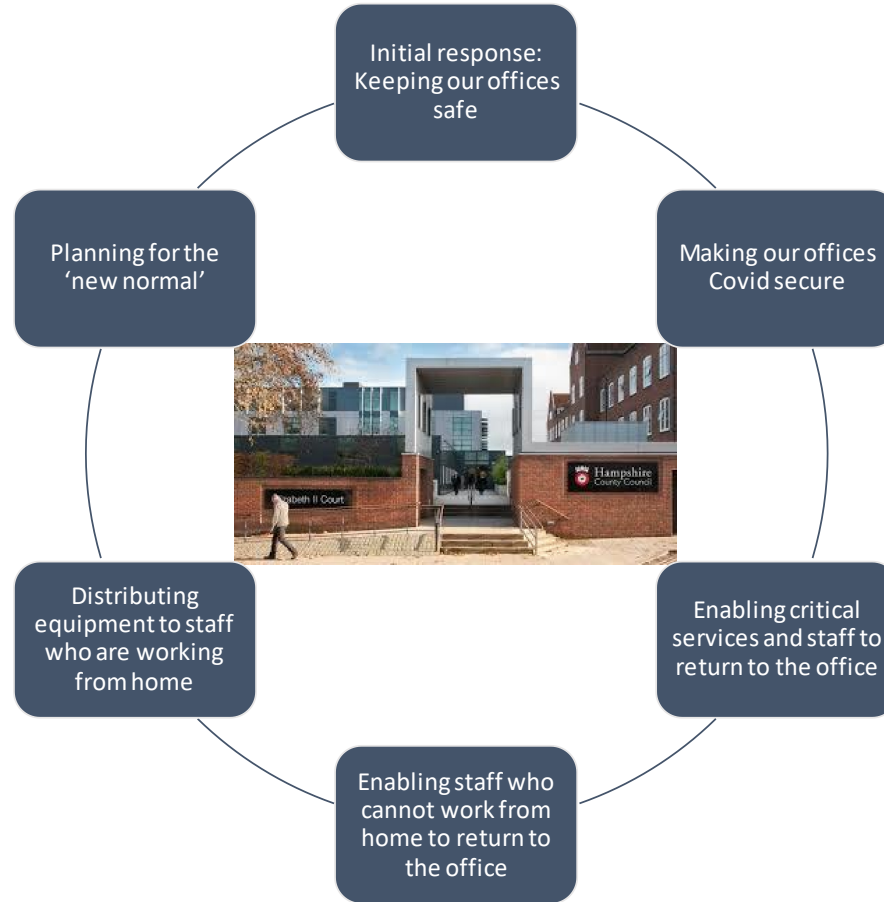 Initial response:
Keeping our offices
safe
Making our offices
Covid secure
Enabling critical
services and staff to
return to the office
Enabling staff who
cannot work from
home to return to
the office
Distributing
equipment to staff
who are working
from home
Planning for the
‘new normal’
II Court
Hampshire
County Council